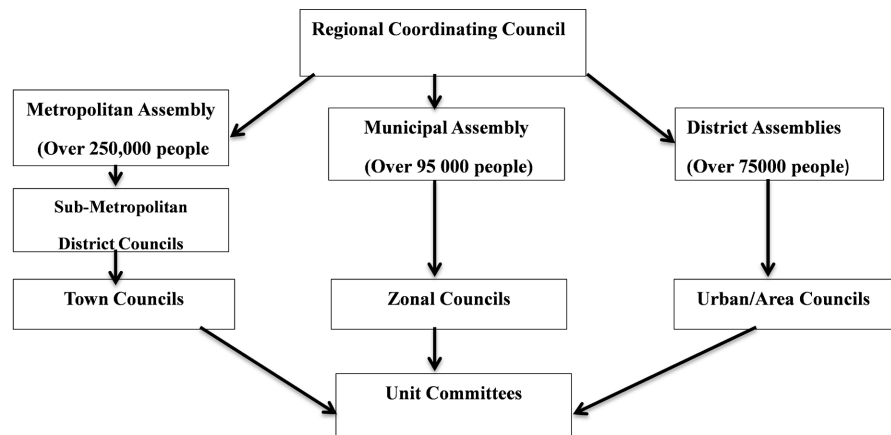 Regional Coordinating Council
Metropolitan Assembly
(Over 250,000 people
Municipal Assembly
(Over 95 000 people)
District Assemblies
(Over 75000 people)
Sub-Metropolitan
District Councils
Town Councils
Zonal Councils
Urban/Area Councils
Unit Committees